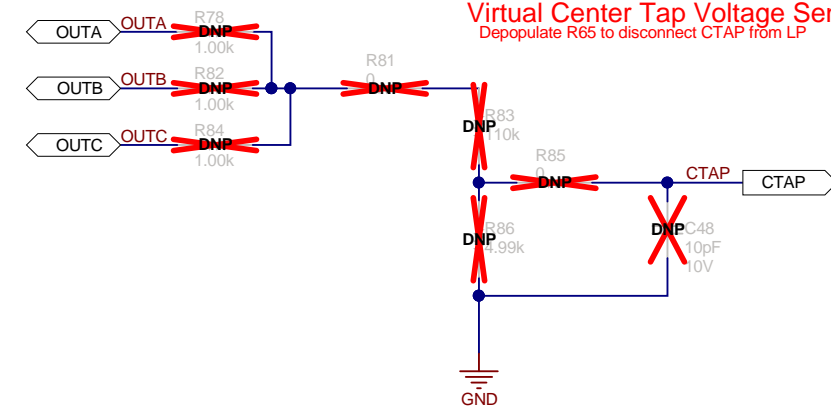 Virtual Center Tap Voltage Ser
Depopulate R65 to disconnect CTAP from LP
OUTA OUTA R78
DNP
1.00k
OUTB OUTB R82
DNP
1.00k
OUTC OUTC R84
DNP
1.00k
R81
0
DNP
R83
DNP
110k
R85
0
DNP
CTAP CTAP
R86
DNP
4.99k
DNP C48
10pF
10V
GND